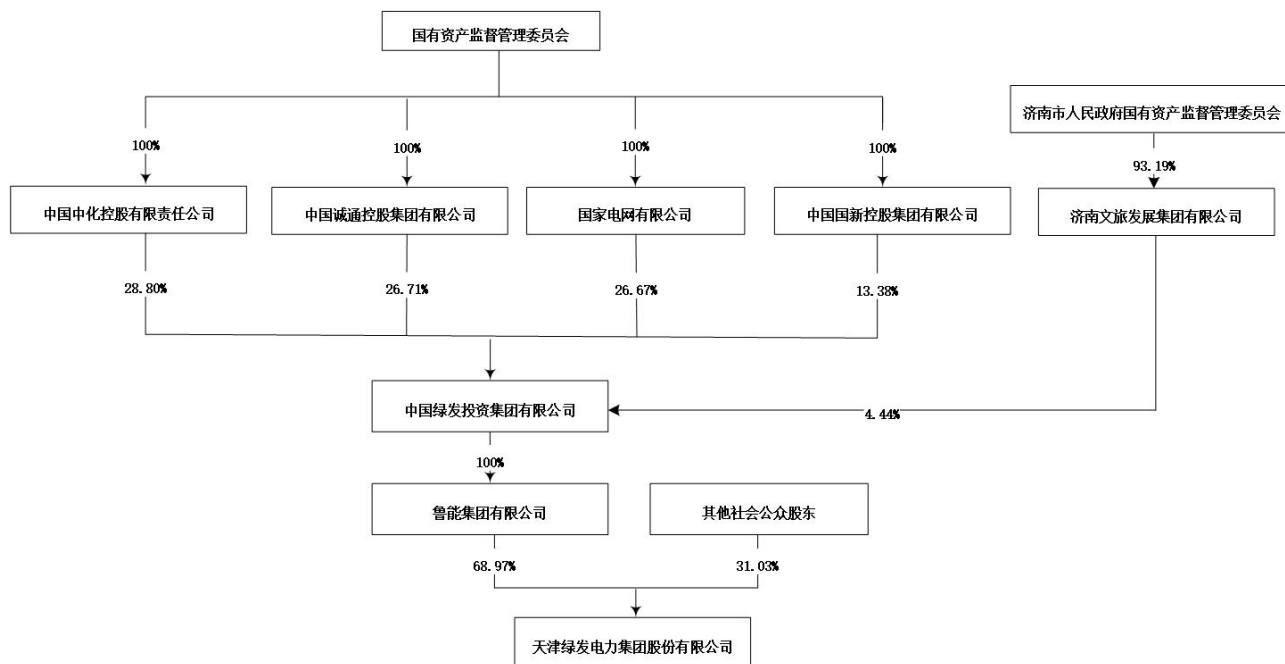 国有资产监督管理委员会
济南市人民政府国有资产监督管理委员会
100%
100%
100%
100%
93.19%
中国中化控股有限责任公司
中国诚通控股集团有限公司
国家电网有限公司
中国国新控股集团有限公司
济南文旅发展集团有限公司
28.80%
26.71%
26.67%
13.38%
中国绿发投资集团有限公司
4.44%
100%
鲁能集团有限公司
其他社会公众股东
68.97%
31.03%
天津绿发电力集团股份有限公司